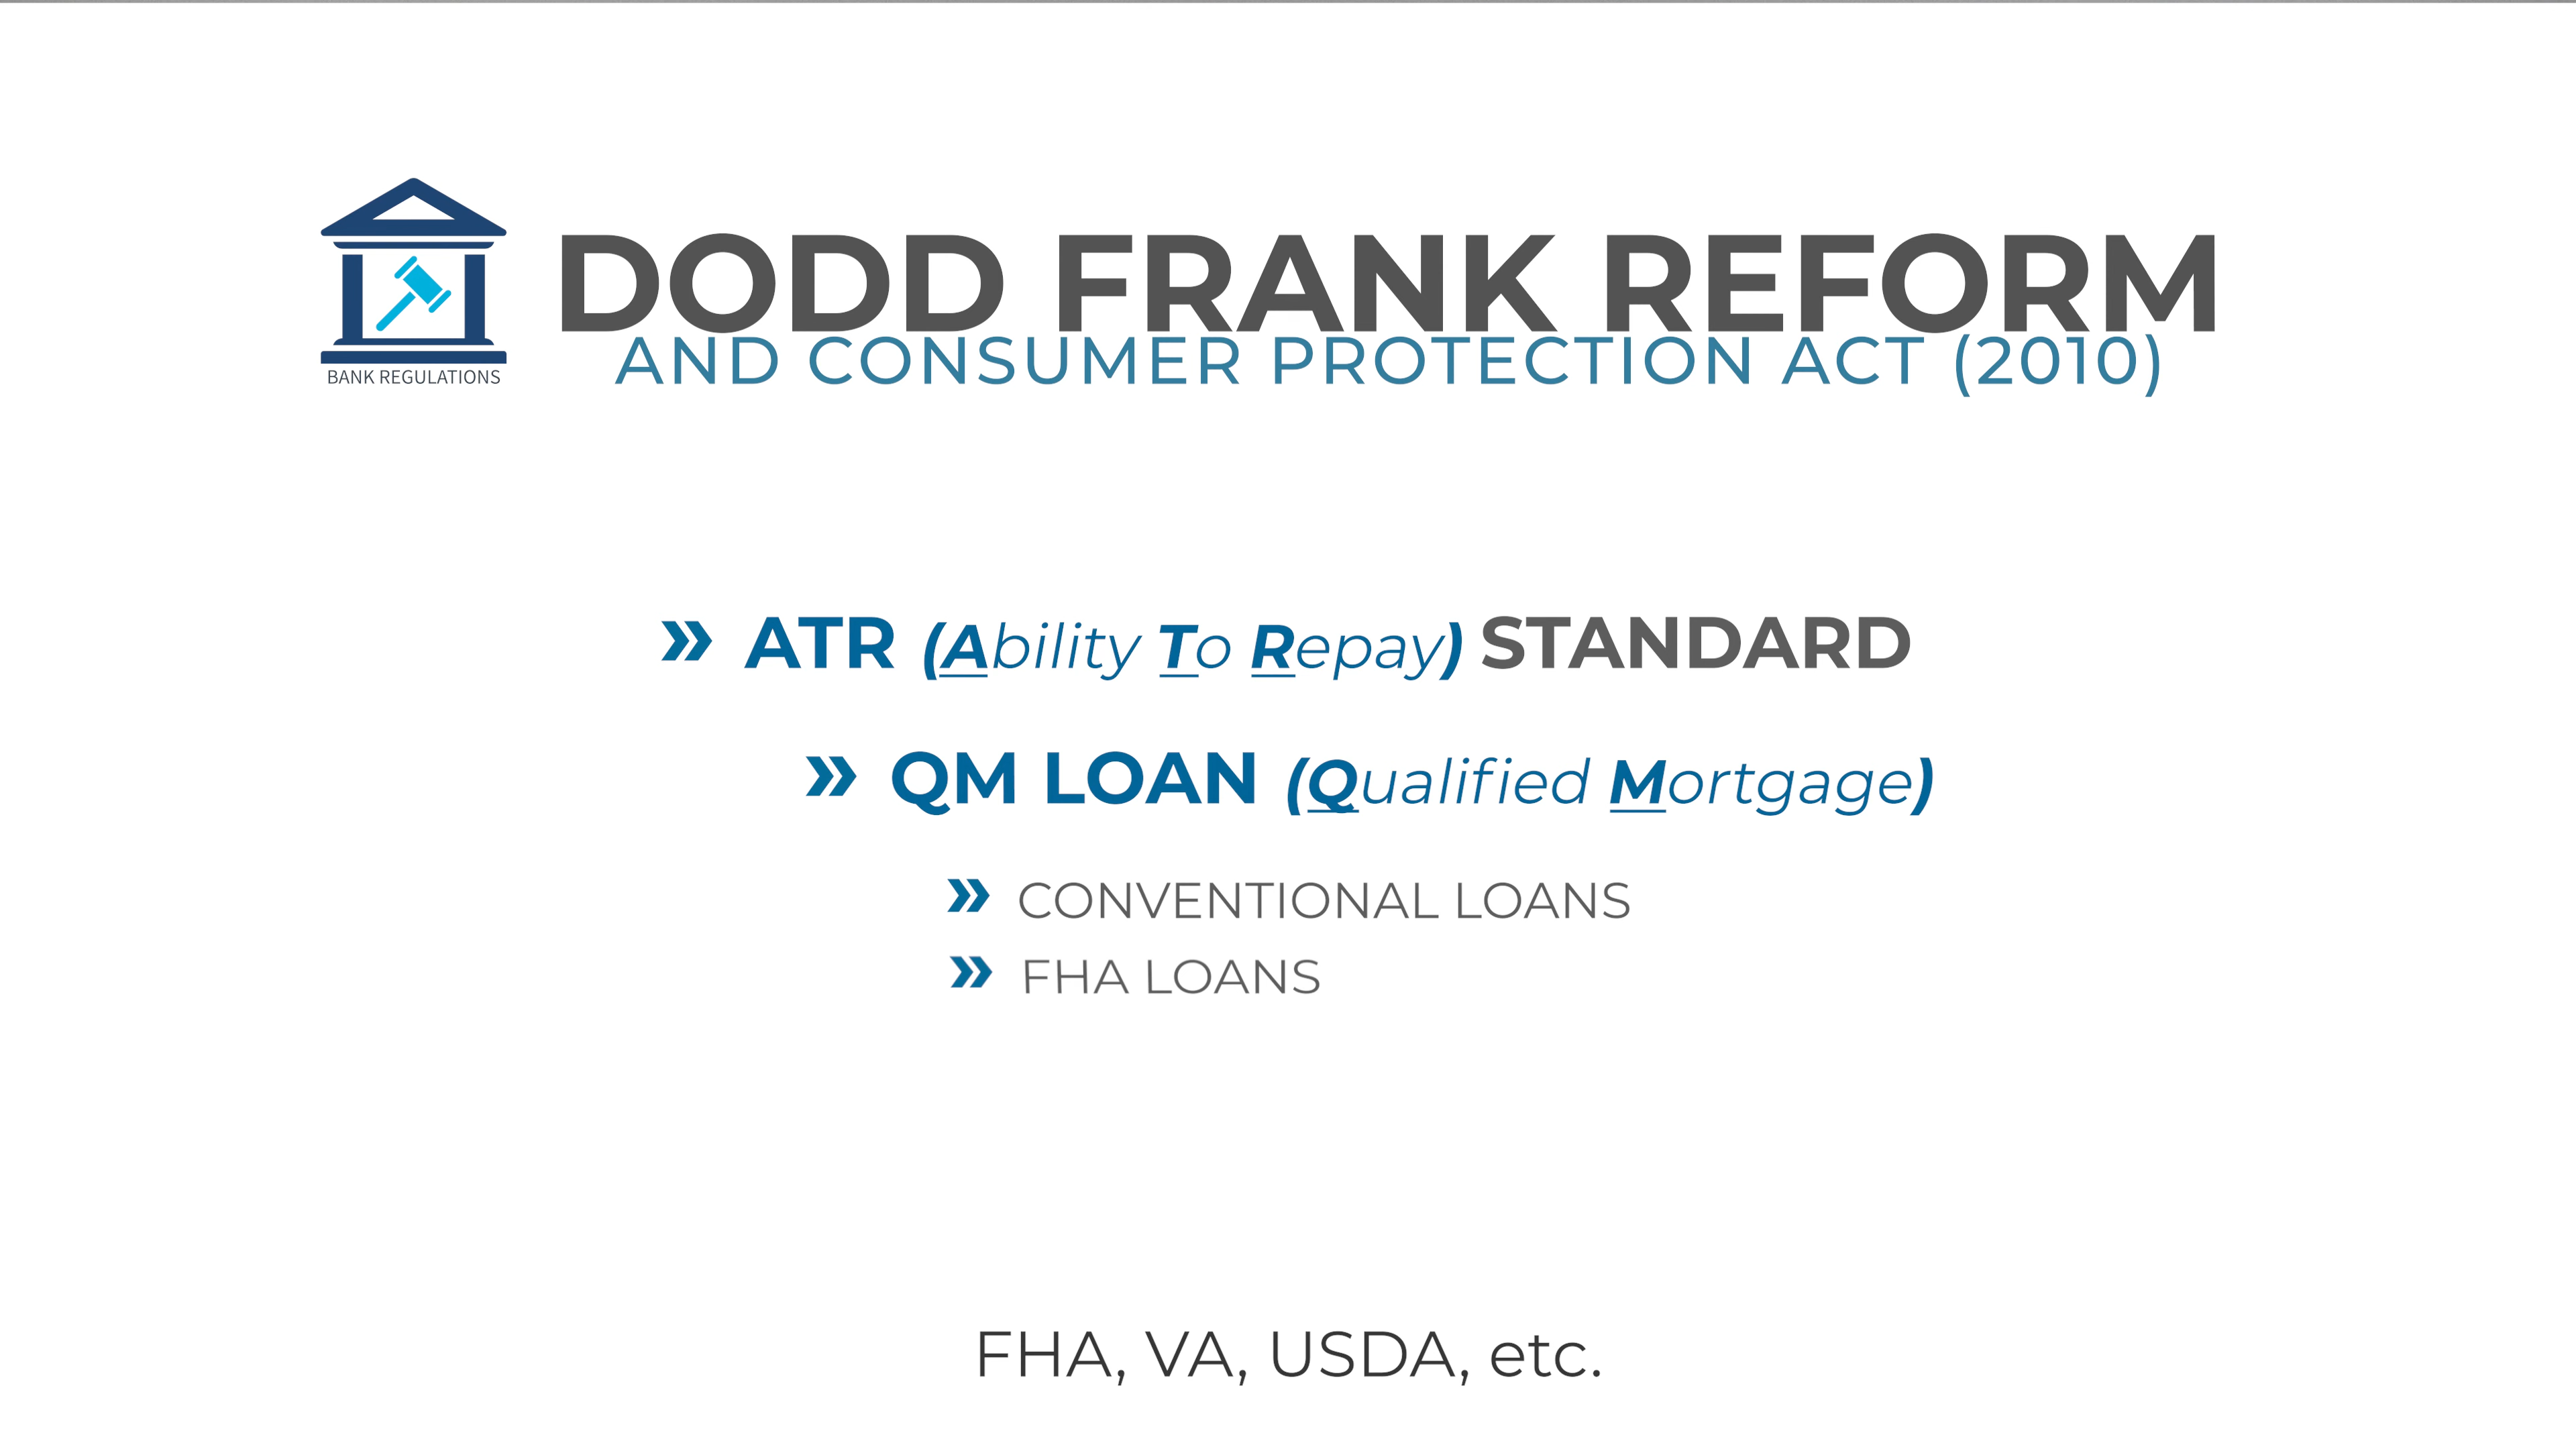 DODD FRANK REFORM
AND CONSUMER PROTECTION ACT (2010)
BANK REGULATIONS
» ATR (Ability To Repay) STANDARD
» QM LOAN (Qualified Mortgage)
» CONVENTIONAL LOANS
» FHA LOANS
FHA, VA, USDA, etc.